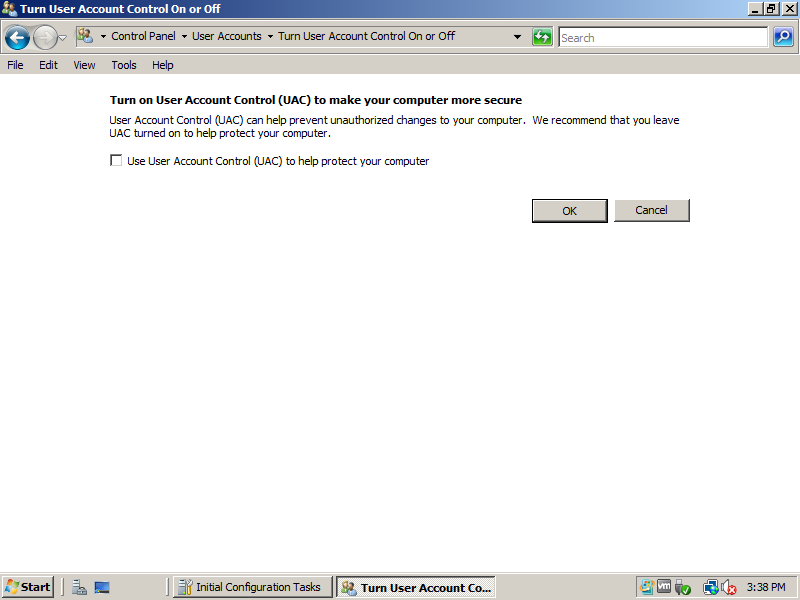 Turn User Account Control On or Off
Control Panel User Accounts Turn User Account Control On or Off Search
File Edit View Tools Help
Turn on User Account Control (UAC) to make your computer more secure
User Account Control (UAC) can help prevent unauthorized changes to your computer. We recommend that you leave
UAC turned on to help protect your computer.
Use User Account Control (UAC) to help protect your computer
OK Cancel
Start Initial Configuration Tasks Turn User Account Co... vm 3:38 PM